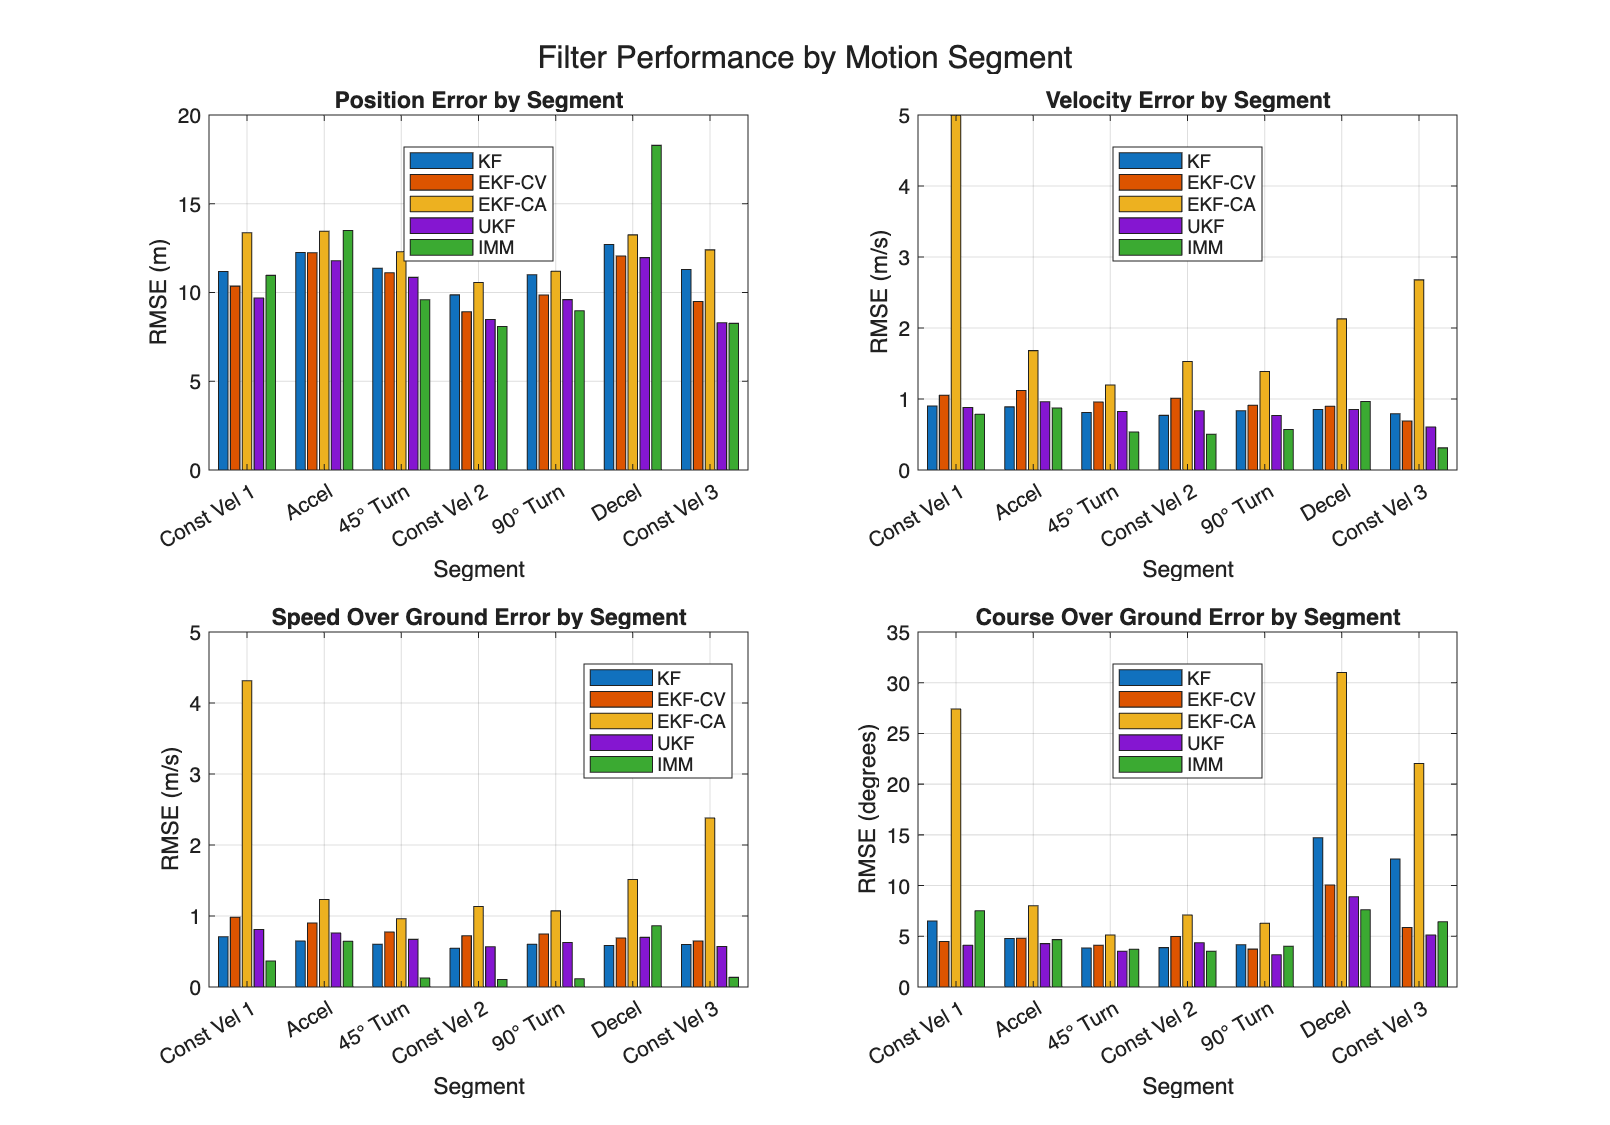 Filter Performance by Motion Segment
Position Error by Segment
RMSE (m)
20
15
10
5
0
KF
EKF-CV
EKF-CA
UKF
IMM
Const Vel 1
Accel
45° Turn
Const Vel 2
90° Turn
Decel
Const Vel 3
Segment
Velocity Error by Segment
RMSE (m/s)
5
4
3
2
1
0
KF
EKF-CV
EKF-CA
UKF
IMM
Const Vel 1
Accel
45° Turn
Const Vel 2
90° Turn
Decel
Const Vel 3
Segment
Speed Over Ground Error by Segment
RMSE (m/s)
5
4
3
2
1
0
KF
EKF-CV
EKF-CA
UKF
IMM
Const Vel 1
Accel
45° Turn
Const Vel 2
90° Turn
Decel
Const Vel 3
Segment
Course Over Ground Error by Segment
RMSE (degrees)
35
30
25
20
15
10
5
0
KF
EKF-CV
EKF-CA
UKF
IMM
Const Vel 1
Accel
45° Turn
Const Vel 2
90° Turn
Decel
Const Vel 3
Segment